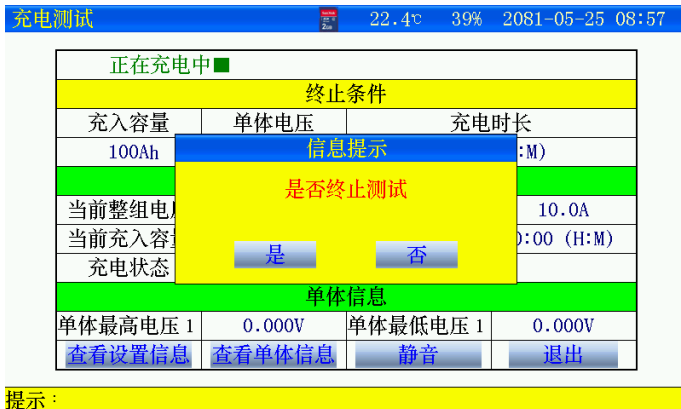 充电测试 22.4℃ 39% 2081-05-25 08:57
正在充电中
终止条件
充入容量 单体电压 充电时长
100Ah :M)
信息提示
是否终止测试
当前整组电 10.0A
当前充入容 0:00 (H:M)
是 否
充电状态
单体信息
单体最高电压1 0.000V 单体最低电压1 0.000V
查看设置信息 查看单体信息 静音 退出
提示: